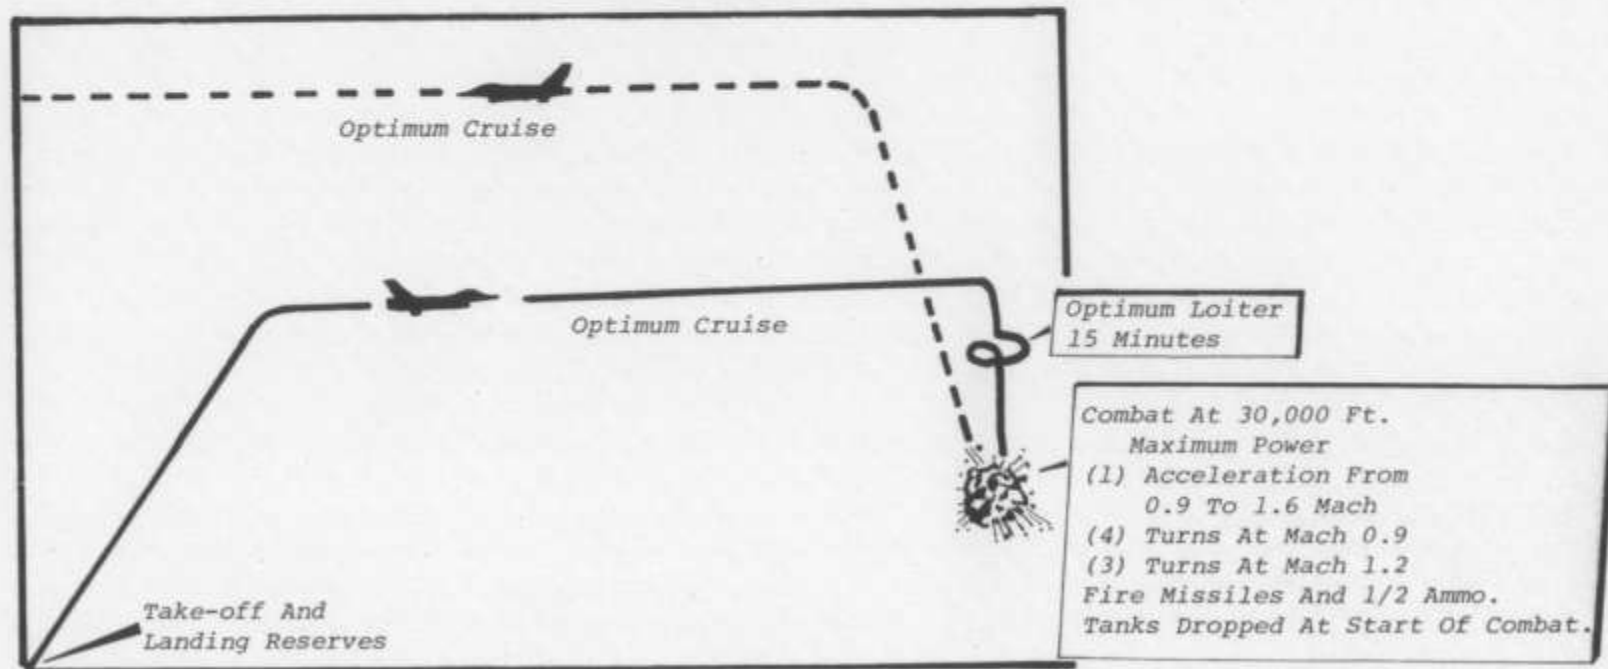 Optimum Cruise
Optimum Cruise
Optimum Loiter
15 Minutes
Combat At 30,000 Ft.
Maximum Power
(1) Acceleration From
0.9 To 1.6 Mach
(4) Turns At Mach 0.9
(3) Turns At Mach 1.2
Fire Missiles And 1/2 Ammo.
Tanks Dropped At Start Of Combat.
Take-off And
Landing Reserves